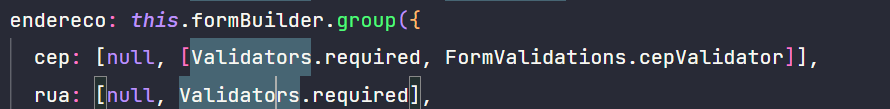 endereco: this.formBuilder.group({
cep: [null, [Validators.required, FormValidations.cepValidator]],
rua: [null, Validators.required],